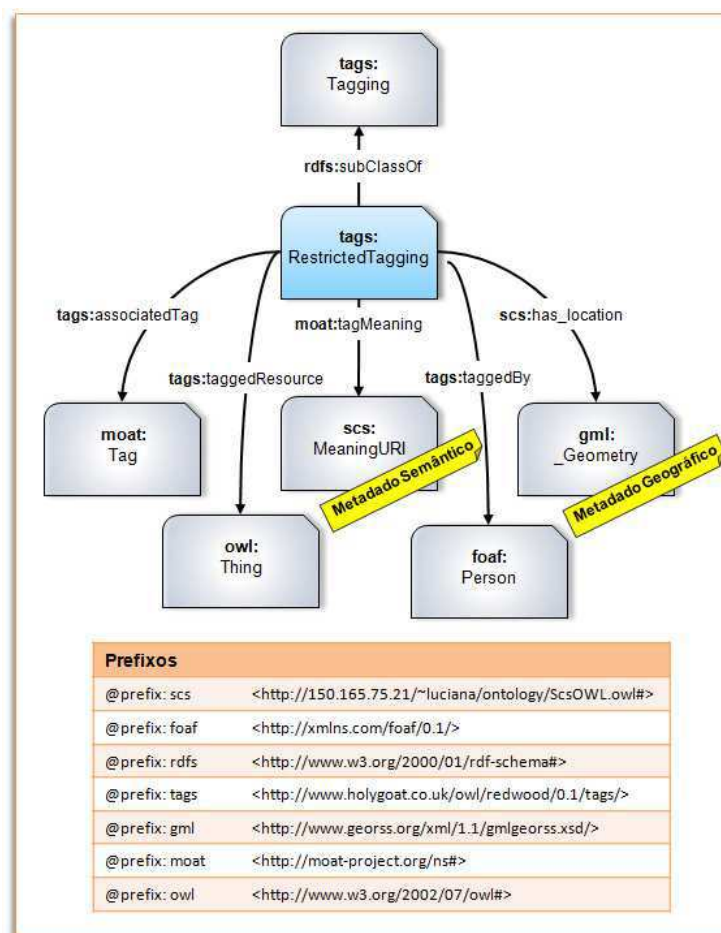 tags:
Tagging
rdfs:subClassOf
tags:
RestrictedTagging
tags:associatedTag
moat:tagMeaning
scs:has_location
tags:taggedResource
tags:taggedBy
moat:
Tag
scs:
MeaningURI
gml:
_Geometry
Metadado Semântico
Metadado Geográfico
owl:
Thing
foaf:
Person
Prefixos
@prefix: scs <http://150.165.75.21/~luciana/ontology/ScsOWL.owl#>
@prefix: foaf <http://xmlns.com/foaf/0.1/>
@prefix: rdfs <http://www.w3.org/2000/01/rdf-schema#>
@prefix: tags <http://www.holygoat.co.uk/owl/redwood/0.1/tags/>
@prefix: gml <http://www.georss.org/xml/1.1/gmlgeorss.xsd/>
@prefix: moat <http://moat-project.org/ns#>
@prefix: owl <http://www.w3.org/2002/07/owl#>